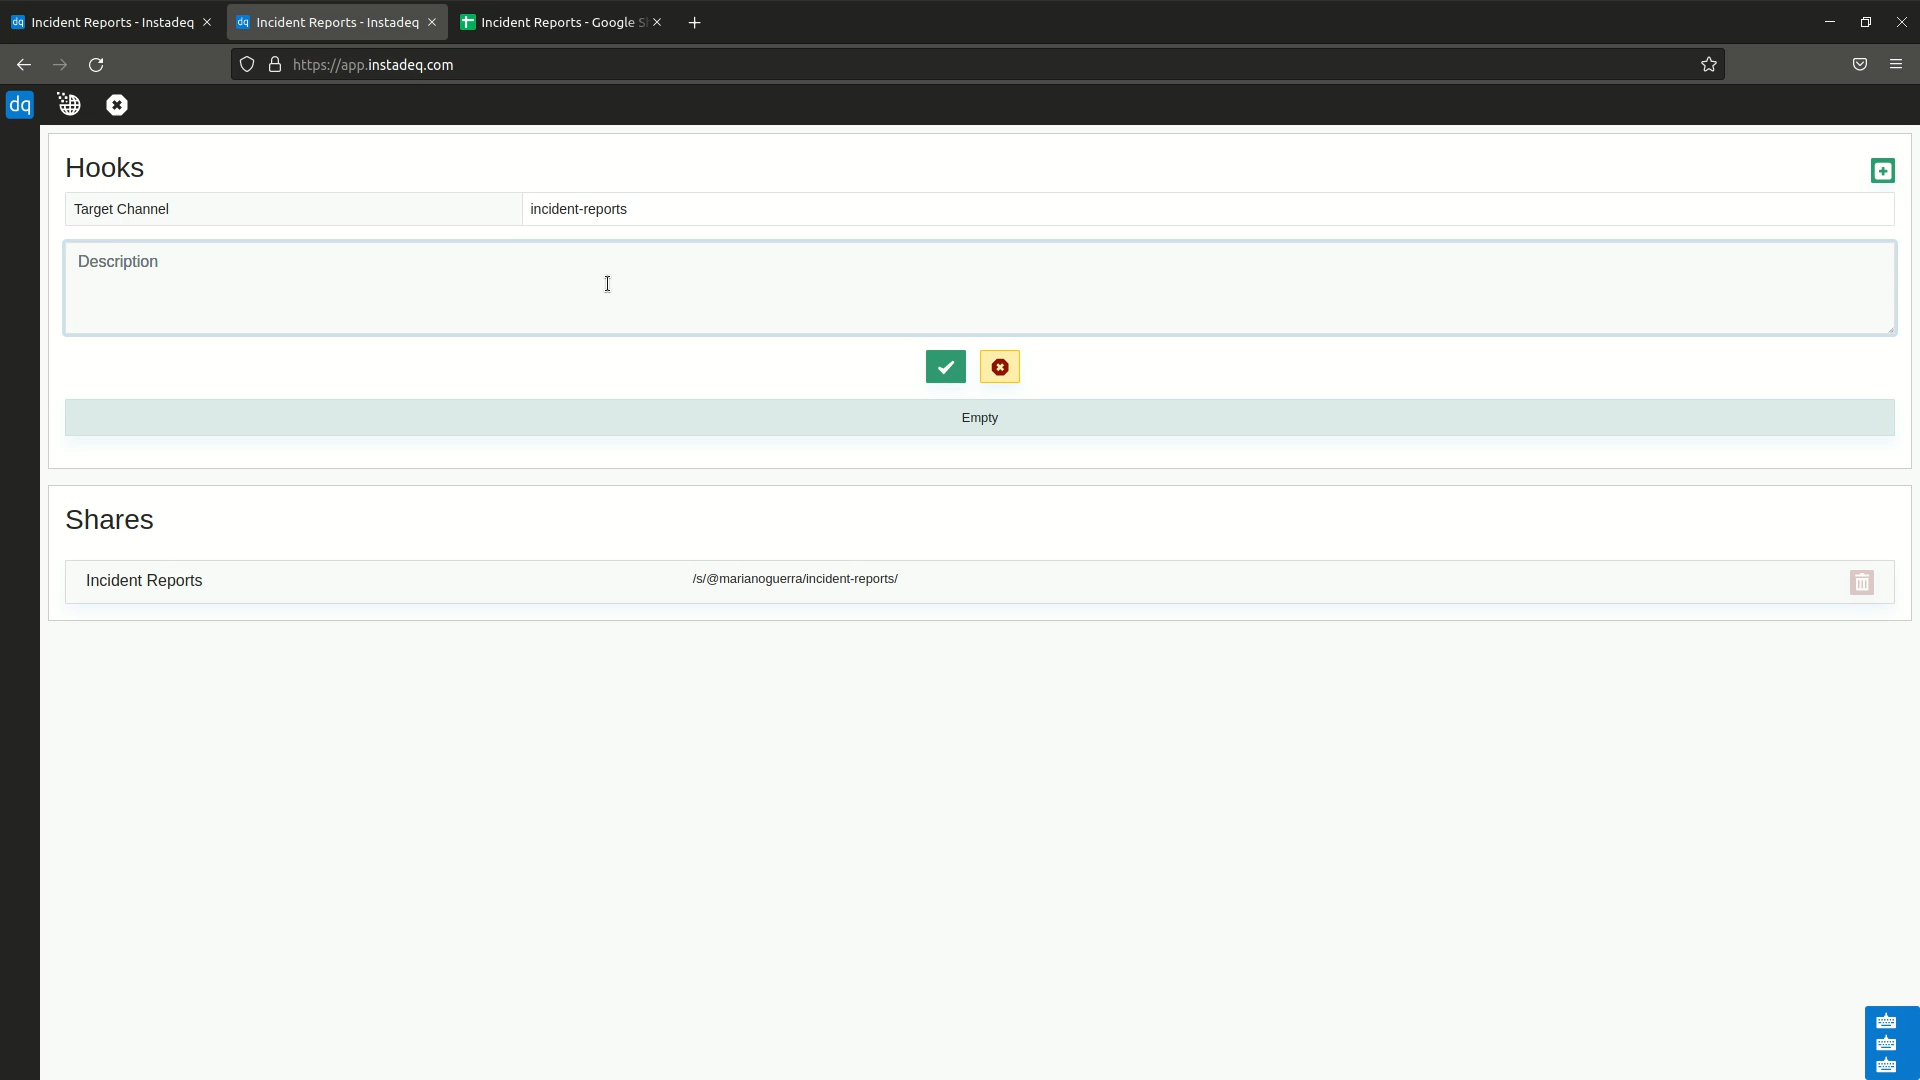 Incident Reports - Instadeq
Incident Reports - Instadeq
Incident Reports - Google S
https://app.instadeq.com
dq
Hooks
Target Channel
incident-reports
Description
Empty
Shares
Incident Reports
/s/@marianoguerra/incident-reports/